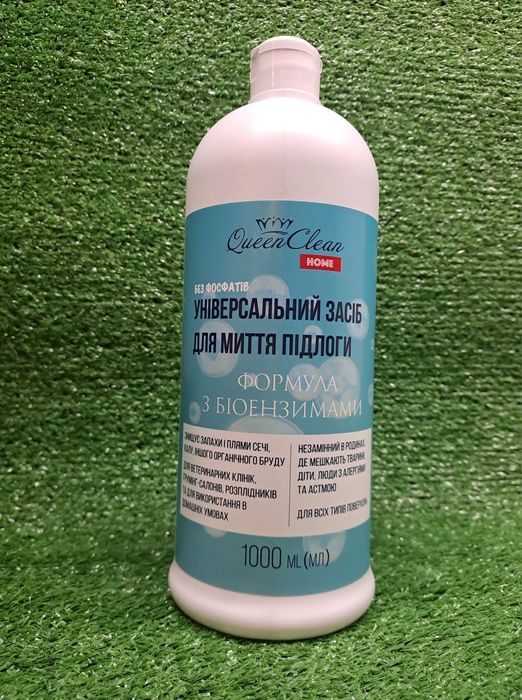 QueenClean
HOME
БЕЗ ФОСФАТІВ
УНІВЕРСАЛЬНИЙ ЗАСІБ
ДЛЯ МИТТЯ ПІДЛОГИ
ФОРМУЛА
З БІОЕНЗИМАМИ
ЗНИЩУЄ ЗАПАХИ І ПЛЯМИ СЕЧІ,
КАЛУ, ІНШОГО ОРГАНІЧНОГО БРУДУ
ДЛЯ ВЕТЕРИНАРНИХ КЛІНІК,
ГРУМІНГ-САЛОНІВ, РОЗПЛІДНИКІВ
ТА ДЛЯ ВИКОРИСТАННЯ В
ДОМАШНІХ УМОВАХ
НЕЗАМІННИЙ В РОДИНАХ,
ДЕ МЕШКАЮТЬ ТВАРИНИ,
ДІТИ, ЛЮДИ З АЛЕРГІЯМИ
ТА АСТМОЮ
ДЛЯ ВСІХ ТИПІВ ПОВЕРХОНЬ
1000 ML (МЛ)